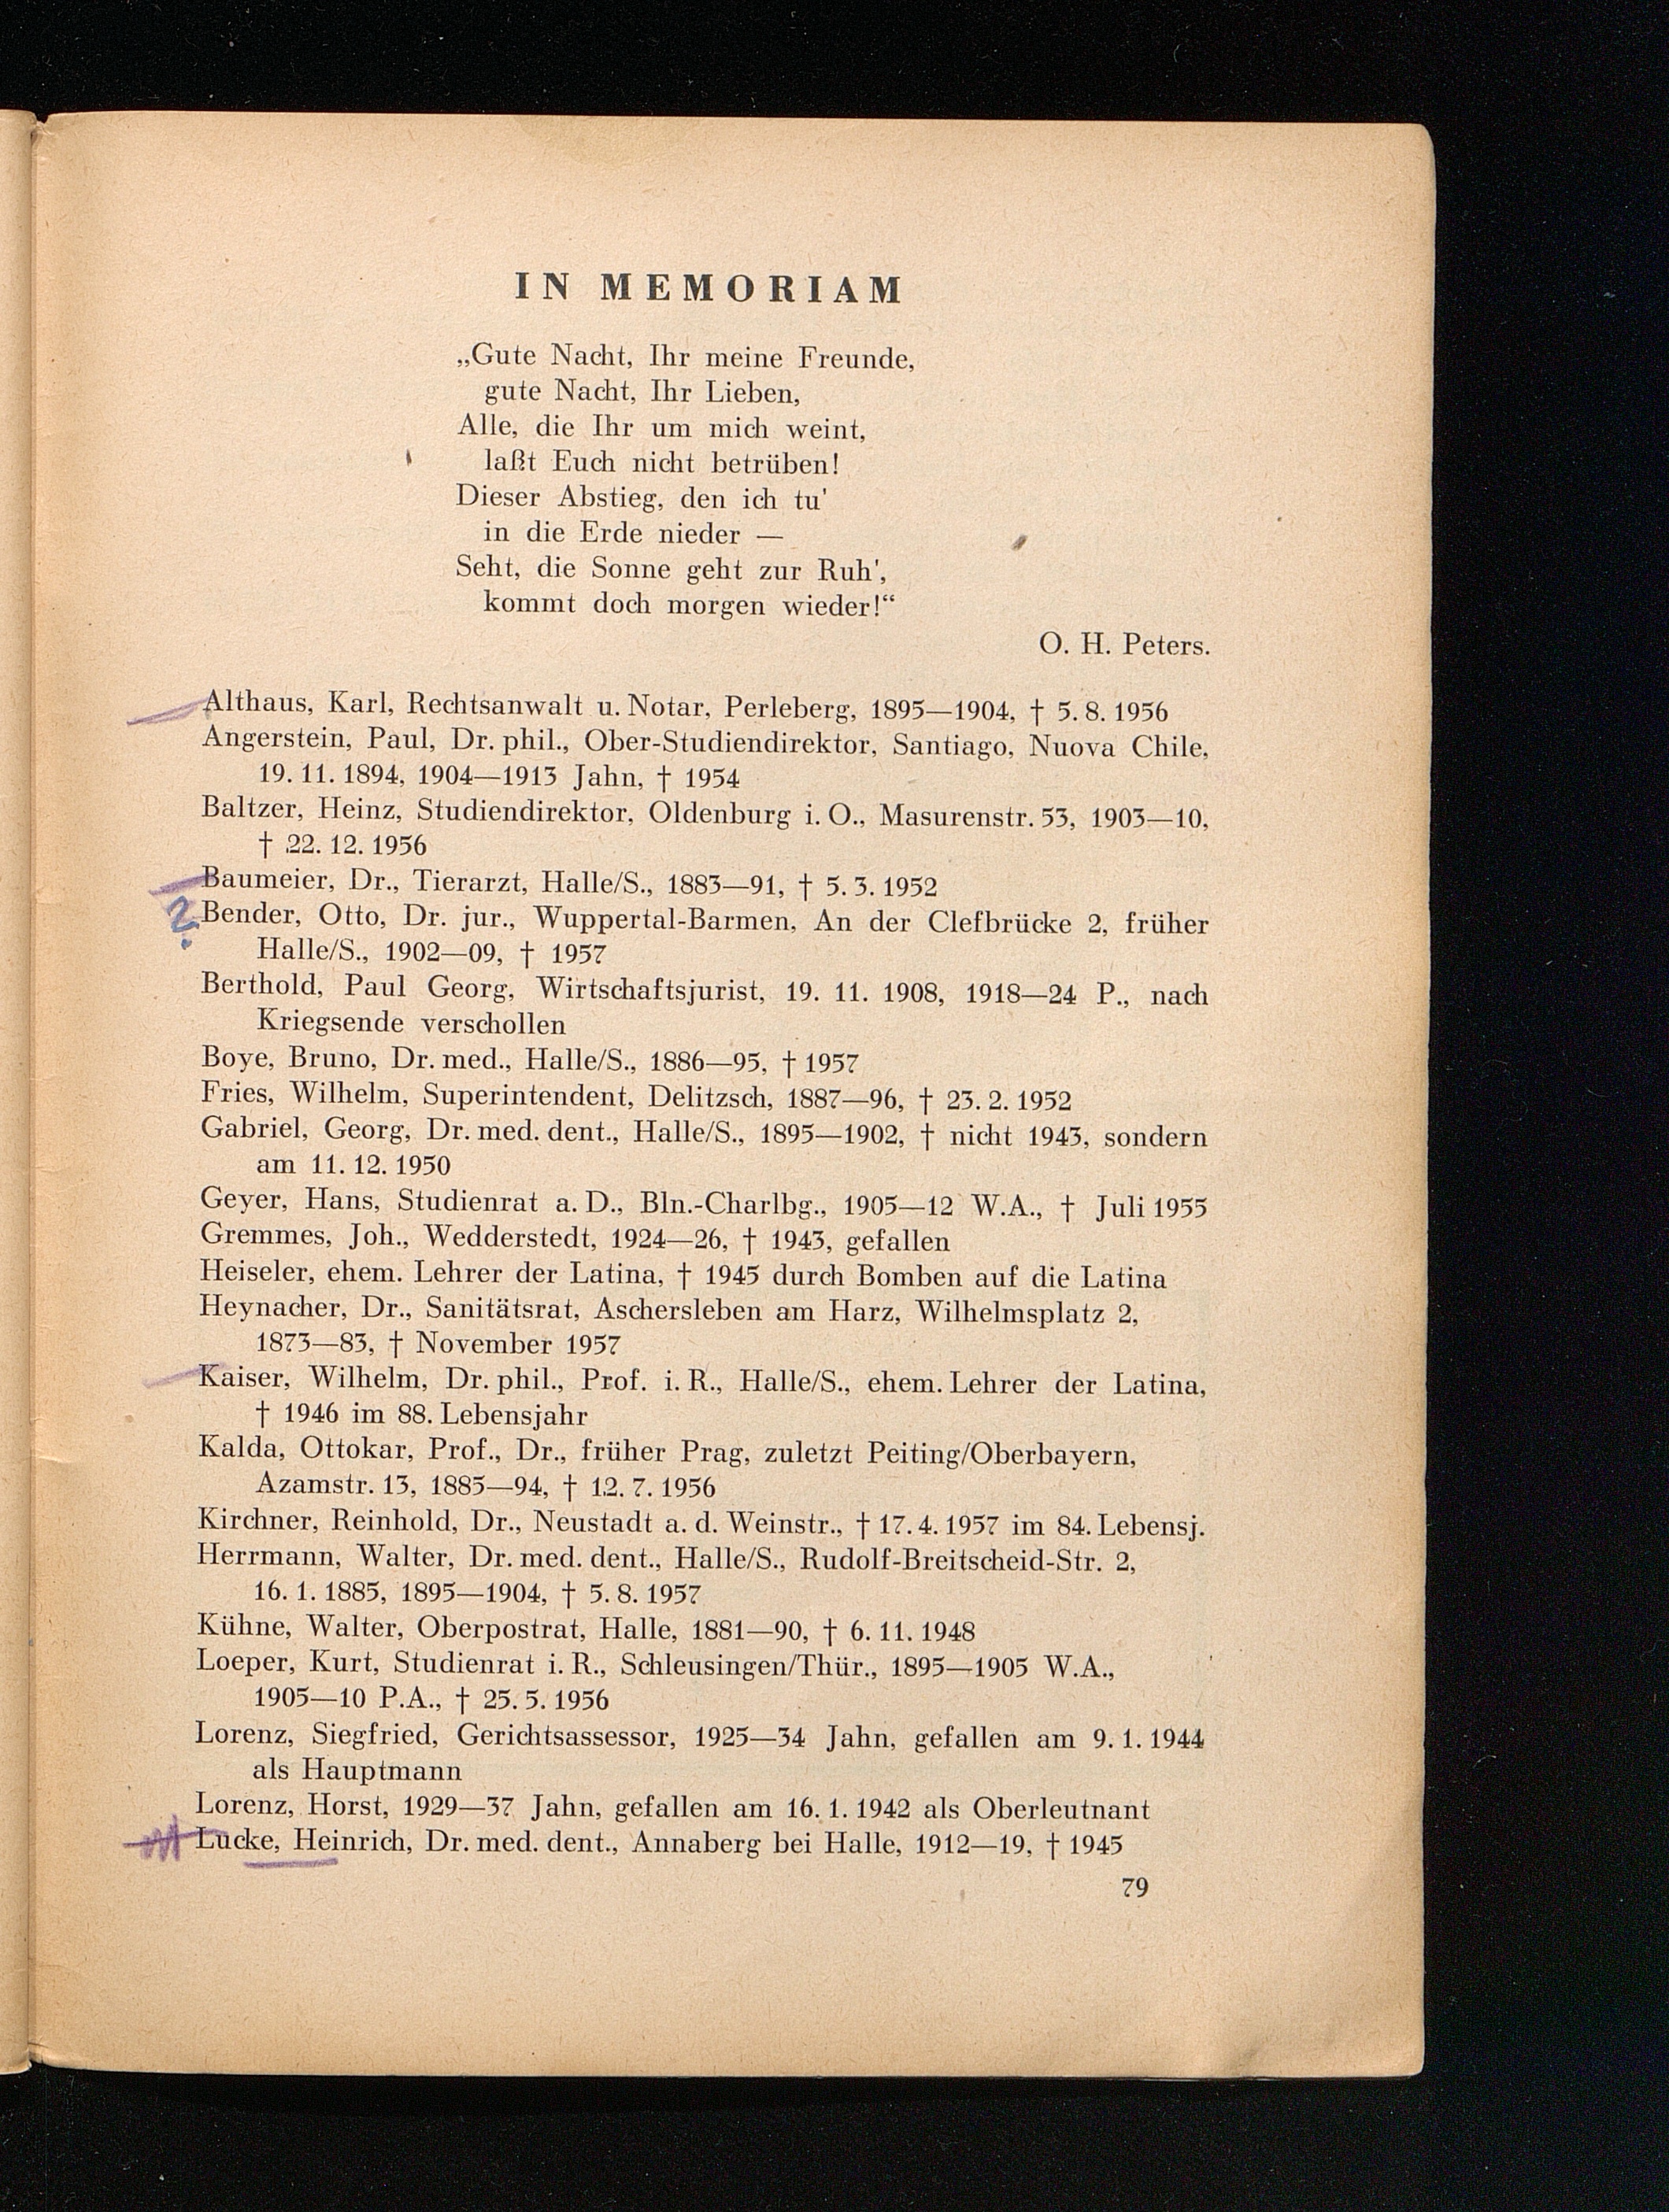 IN MEMORIAM
„Gute Nacht, Ihr meine Freunde,
gute Nacht, Ihr Lieben,
Alle, die Ihr um mich weint,
laßt Euch nicht betrüben!
Dieser Abstieg, den ich tu'
in die Erde nieder —
Seht, die Sonne geht zur Ruh',
kommt doch morgen wieder!“
O. H. Peters.
Althaus, Karl, Rechtsanwalt u. Notar, Perleberg, 1895—1904, † 5. 8. 1956
Angerstein, Paul, Dr. phil., Ober-Studiendirektor, Santiago, Nuova Chile,
19. 11. 1894, 1904—1913 Jahn, † 1954
Baltzer, Heinz, Studiendirektor, Oldenburg i. O., Masurenstr. 53, 1903—10,
† 22. 12. 1956
Baumeier, Dr., Tierarzt, Halle/S., 1883—91, † 5. 3. 1952
? Bender, Otto, Dr. jur., Wuppertal-Barmen, An der Clefbrücke 2, früher
Halle/S., 1902—09, † 1957
Berthold, Paul Georg, Wirtschaftsjurist, 19. 11. 1908, 1918—24 P., nach
Kriegsende verschollen
Boye, Bruno, Dr. med., Halle/S., 1886—95, † 1957
Fries, Wilhelm, Superintendent, Delitzsch, 1887—96, † 23. 2. 1952
Gabriel, Georg, Dr. med. dent., Halle/S., 1895—1902, † nicht 1943, sondern
am 11. 12. 1950
Geyer, Hans, Studienrat a. D., Bln.-Charlbg., 1905—12 W.A., † Juli 1955
Gremmes, Joh., Wedderstedt, 1924—26, † 1943, gefallen
Heiseler, ehem. Lehrer der Latina, † 1945 durch Bomben auf die Latina
Heynacher, Dr., Sanitätsrat, Aschersleben am Harz, Wilhelmsplatz 2,
1873—83, † November 1957
Kaiser, Wilhelm, Dr. phil., Prof. i. R., Halle/S., ehem. Lehrer der Latina,
† 1946 im 88. Lebensjahr
Kalda, Ottokar, Prof., Dr., früher Prag, zuletzt Peiting/Oberbayern,
Azamstr. 13, 1885—94, † 12. 7. 1956
Kirchner, Reinhold, Dr., Neustadt a. d. Weinstr., † 17. 4. 1957 im 84. Lebensj.
Herrmann, Walter, Dr. med. dent., Halle/S., Rudolf-Breitscheid-Str. 2,
16. 1. 1885, 1895—1904, † 5. 8. 1957
Kühne, Walter, Oberpostrat, Halle, 1881—90, † 6. 11. 1948
Loeper, Kurt, Studienrat i. R., Schleusingen/Thür., 1895—1905 W.A.,
1905—10 P.A., † 25. 5. 1956
Lorenz, Siegfried, Gerichtsassessor, 1925—34 Jahn, gefallen am 9. 1. 1944
als Hauptmann
Lorenz, Horst, 1929—37 Jahn, gefallen am 16. 1. 1942 als Oberleutnant
Lucke, Heinrich, Dr. med. dent., Annaberg bei Halle, 1912—19, † 1945
79